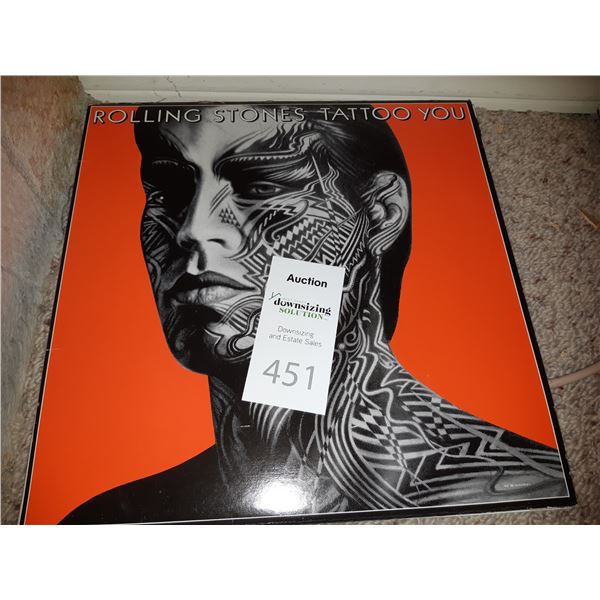 ROLLING STONES TATTOO YOU
Auction
downsizing
SOLUTION
Downsizing
and Estate Sales
451